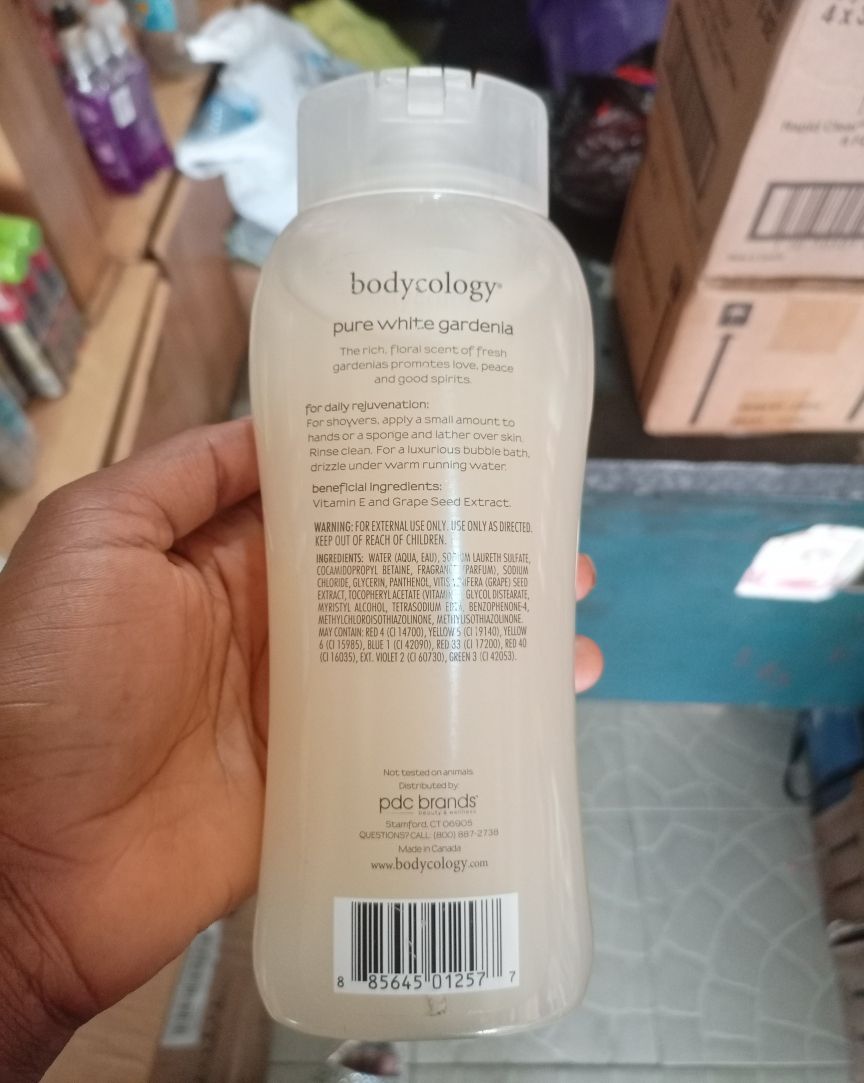 bodycology®
pure white gardenia
The rich, floral scent of fresh
gardenias promotes love, peace
and good spirits.
for daily rejuvenation:
For showers, apply a small amount to
hands or a sponge and lather over skin.
Rinse clean. For a luxurious bubble bath,
drizzle under warm running water.
beneficial ingredients:
Vitamin E and Grape Seed Extract.
WARNING: FOR EXTERNAL USE ONLY. USE ONLY AS DIRECTED.
KEEP OUT OF REACH OF CHILDREN.
INGREDIENTS: WATER (AQUA, EAU), SODIUM LAURETH SULFATE,
COCAMIDOPROPYL BETAINE, FRAGRANCE (PARFUM), SODIUM
CHLORIDE, GLYCERIN, PANTHENOL, VITIS VINIFERA (GRAPE) SEED
EXTRACT, TOCOPHERYL ACETATE (VITAMIN GLYCOL DISTEARATE,
MYRISTYL ALCOHOL, TETRASODIUM EDTA, BENZOPHENONE-4,
METHYLCHLOROISOTHIAZOLINONE, METHYLISOTHIAZOLINONE.
MAY CONTAIN: RED 4 (CI 14700), YELLOW 5 (CI 19140), YELLOW
6 (CI 15985), BLUE 1 (CI 42090), RED 33 (CI 17200), RED 40
(CI 16035), EXT. VIOLET 2 (CI 60730), GREEN 3 (CI 42053).
Not tested on animals.
Distributed by:
pdc brands
beauty & wellness
Stamford, CT 06905
QUESTIONS? CALL: (800) 887-2738
Made in Canada
www.bodycology.com
8 85645 01257 7